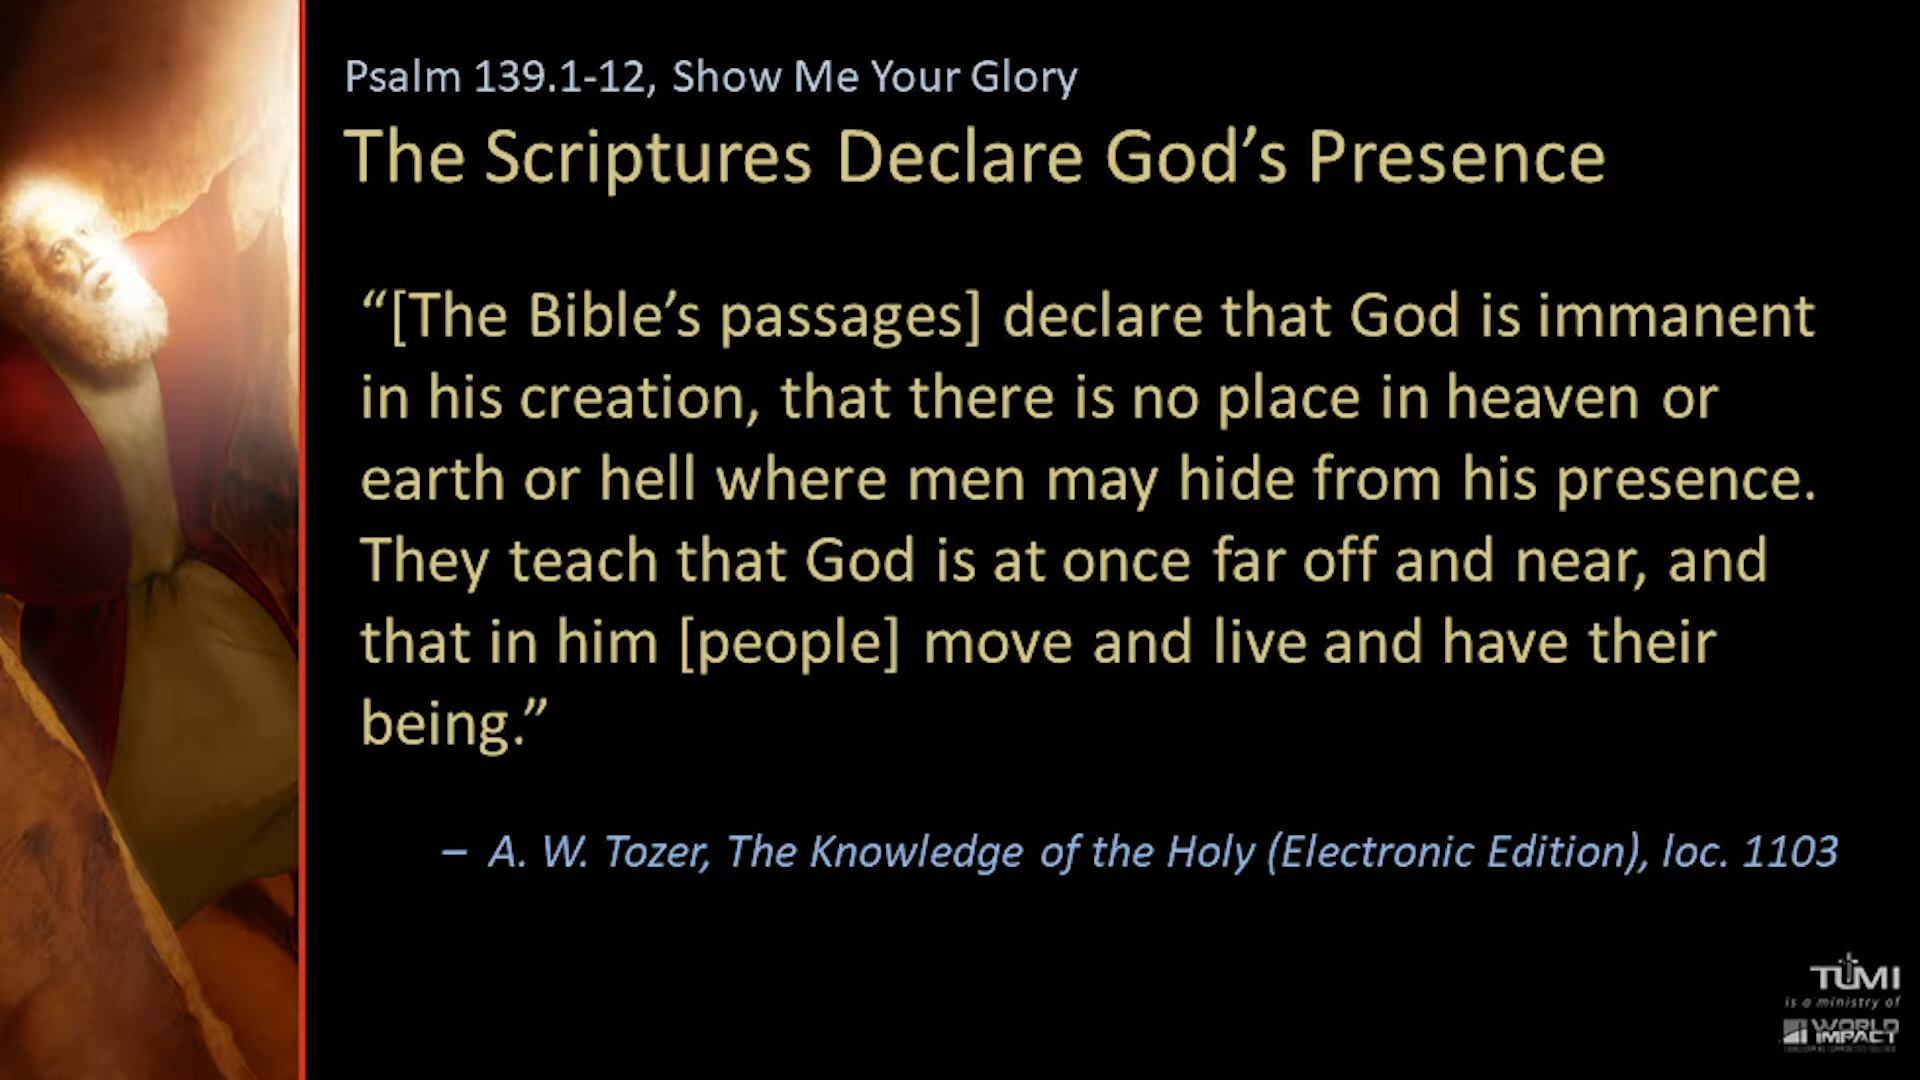 Psalm 139.1-12, Show Me Your Glory
The Scriptures Declare God’s Presence
“[The Bible’s passages] declare that God is immanent
in his creation, that there is no place in heaven or
earth or hell where men may hide from his presence.
They teach that God is at once far off and near, and
that in him [people] move and live and have their
being.”
– A. W. Tozer, The Knowledge of the Holy (Electronic Edition), loc. 1103
TUMI
is a ministry of
WORLD
IMPACT